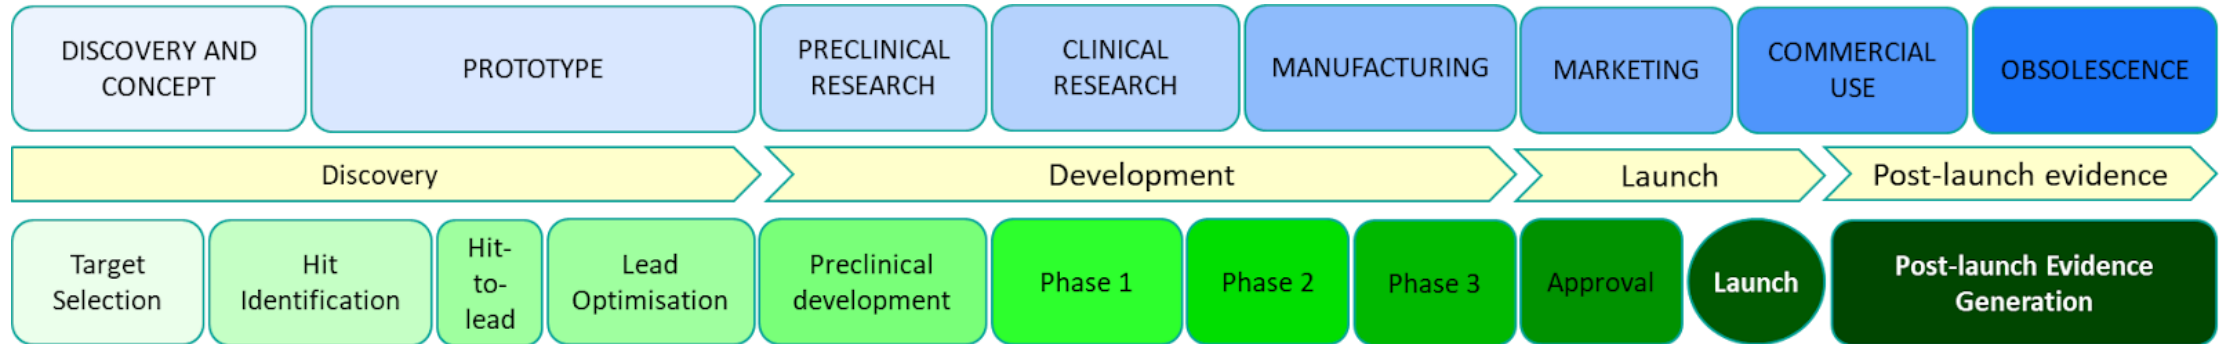 DISCOVERY AND
CONCEPT
PROTOTYPE
PRECLINICAL
RESEARCH
CLINICAL
RESEARCH
MANUFACTURING
MARKETING
COMMERCIAL
USE
OBSOLESCENCE
Discovery
Development
Launch
Post-launch evidence
Target
Selection
Hit
Identification
Hit-
to-
lead
Lead
Optimisation
Preclinical
development
Phase 1
Phase 2
Phase 3
Approval
Launch
Post-launch Evidence
Generation